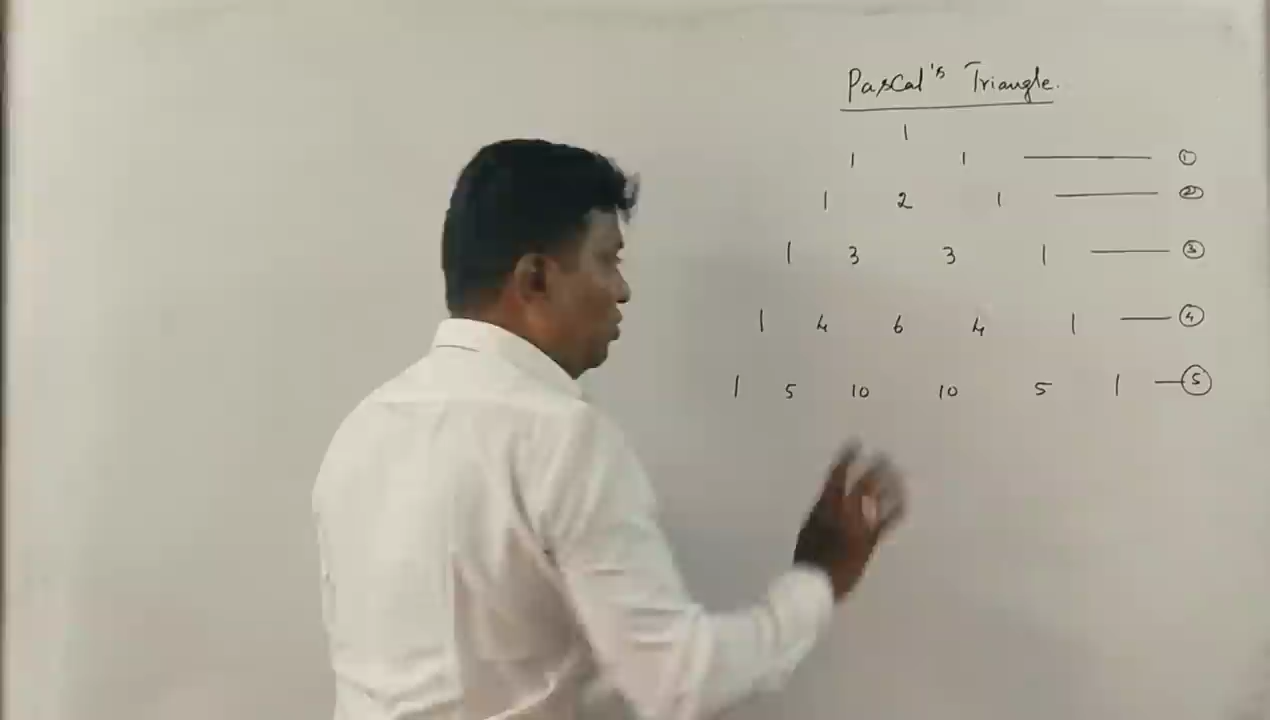 Pascal's Triangle.
1
1 1 ①
1 2 1 ②
1 3 3 1 ③
1 4 6 4 1 ④
1 5 10 10 5 1 ⑤